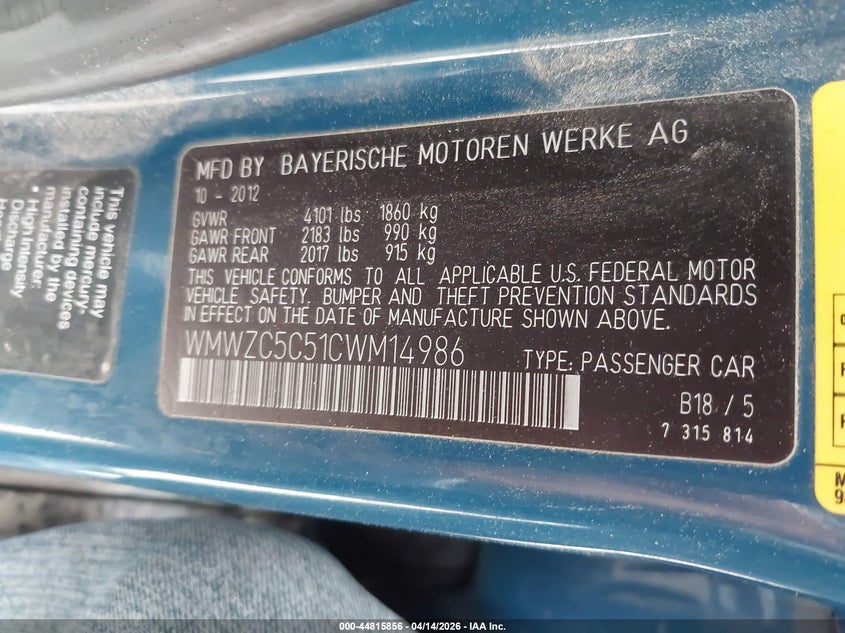 MFD BY BAYERISCHE MOTOREN WERKE AG
10 - 2012
GVWR 4101 lbs 1860 kg
GAWR FRONT 2183 lbs 990 kg
GAWR REAR 2017 lbs 915 kg
THIS VEHICLE CONFORMS TO ALL APPLICABLE U.S. FEDERAL MOTOR
VEHICLE SAFETY, BUMPER AND THEFT PREVENTION STANDARDS
IN EFFECT ON THE DATE OF MANUFACTURE SHOWN ABOVE.
WMWZC5C51CWM14986 TYPE: PASSENGER CAR
B18 / 5
7 315 814
This vehicle may
include mercury-
containing devices
installed by the
manufacturer:
• High Intensity
Discharge
000-44815856 - 04/14/2026 - IAA Inc.